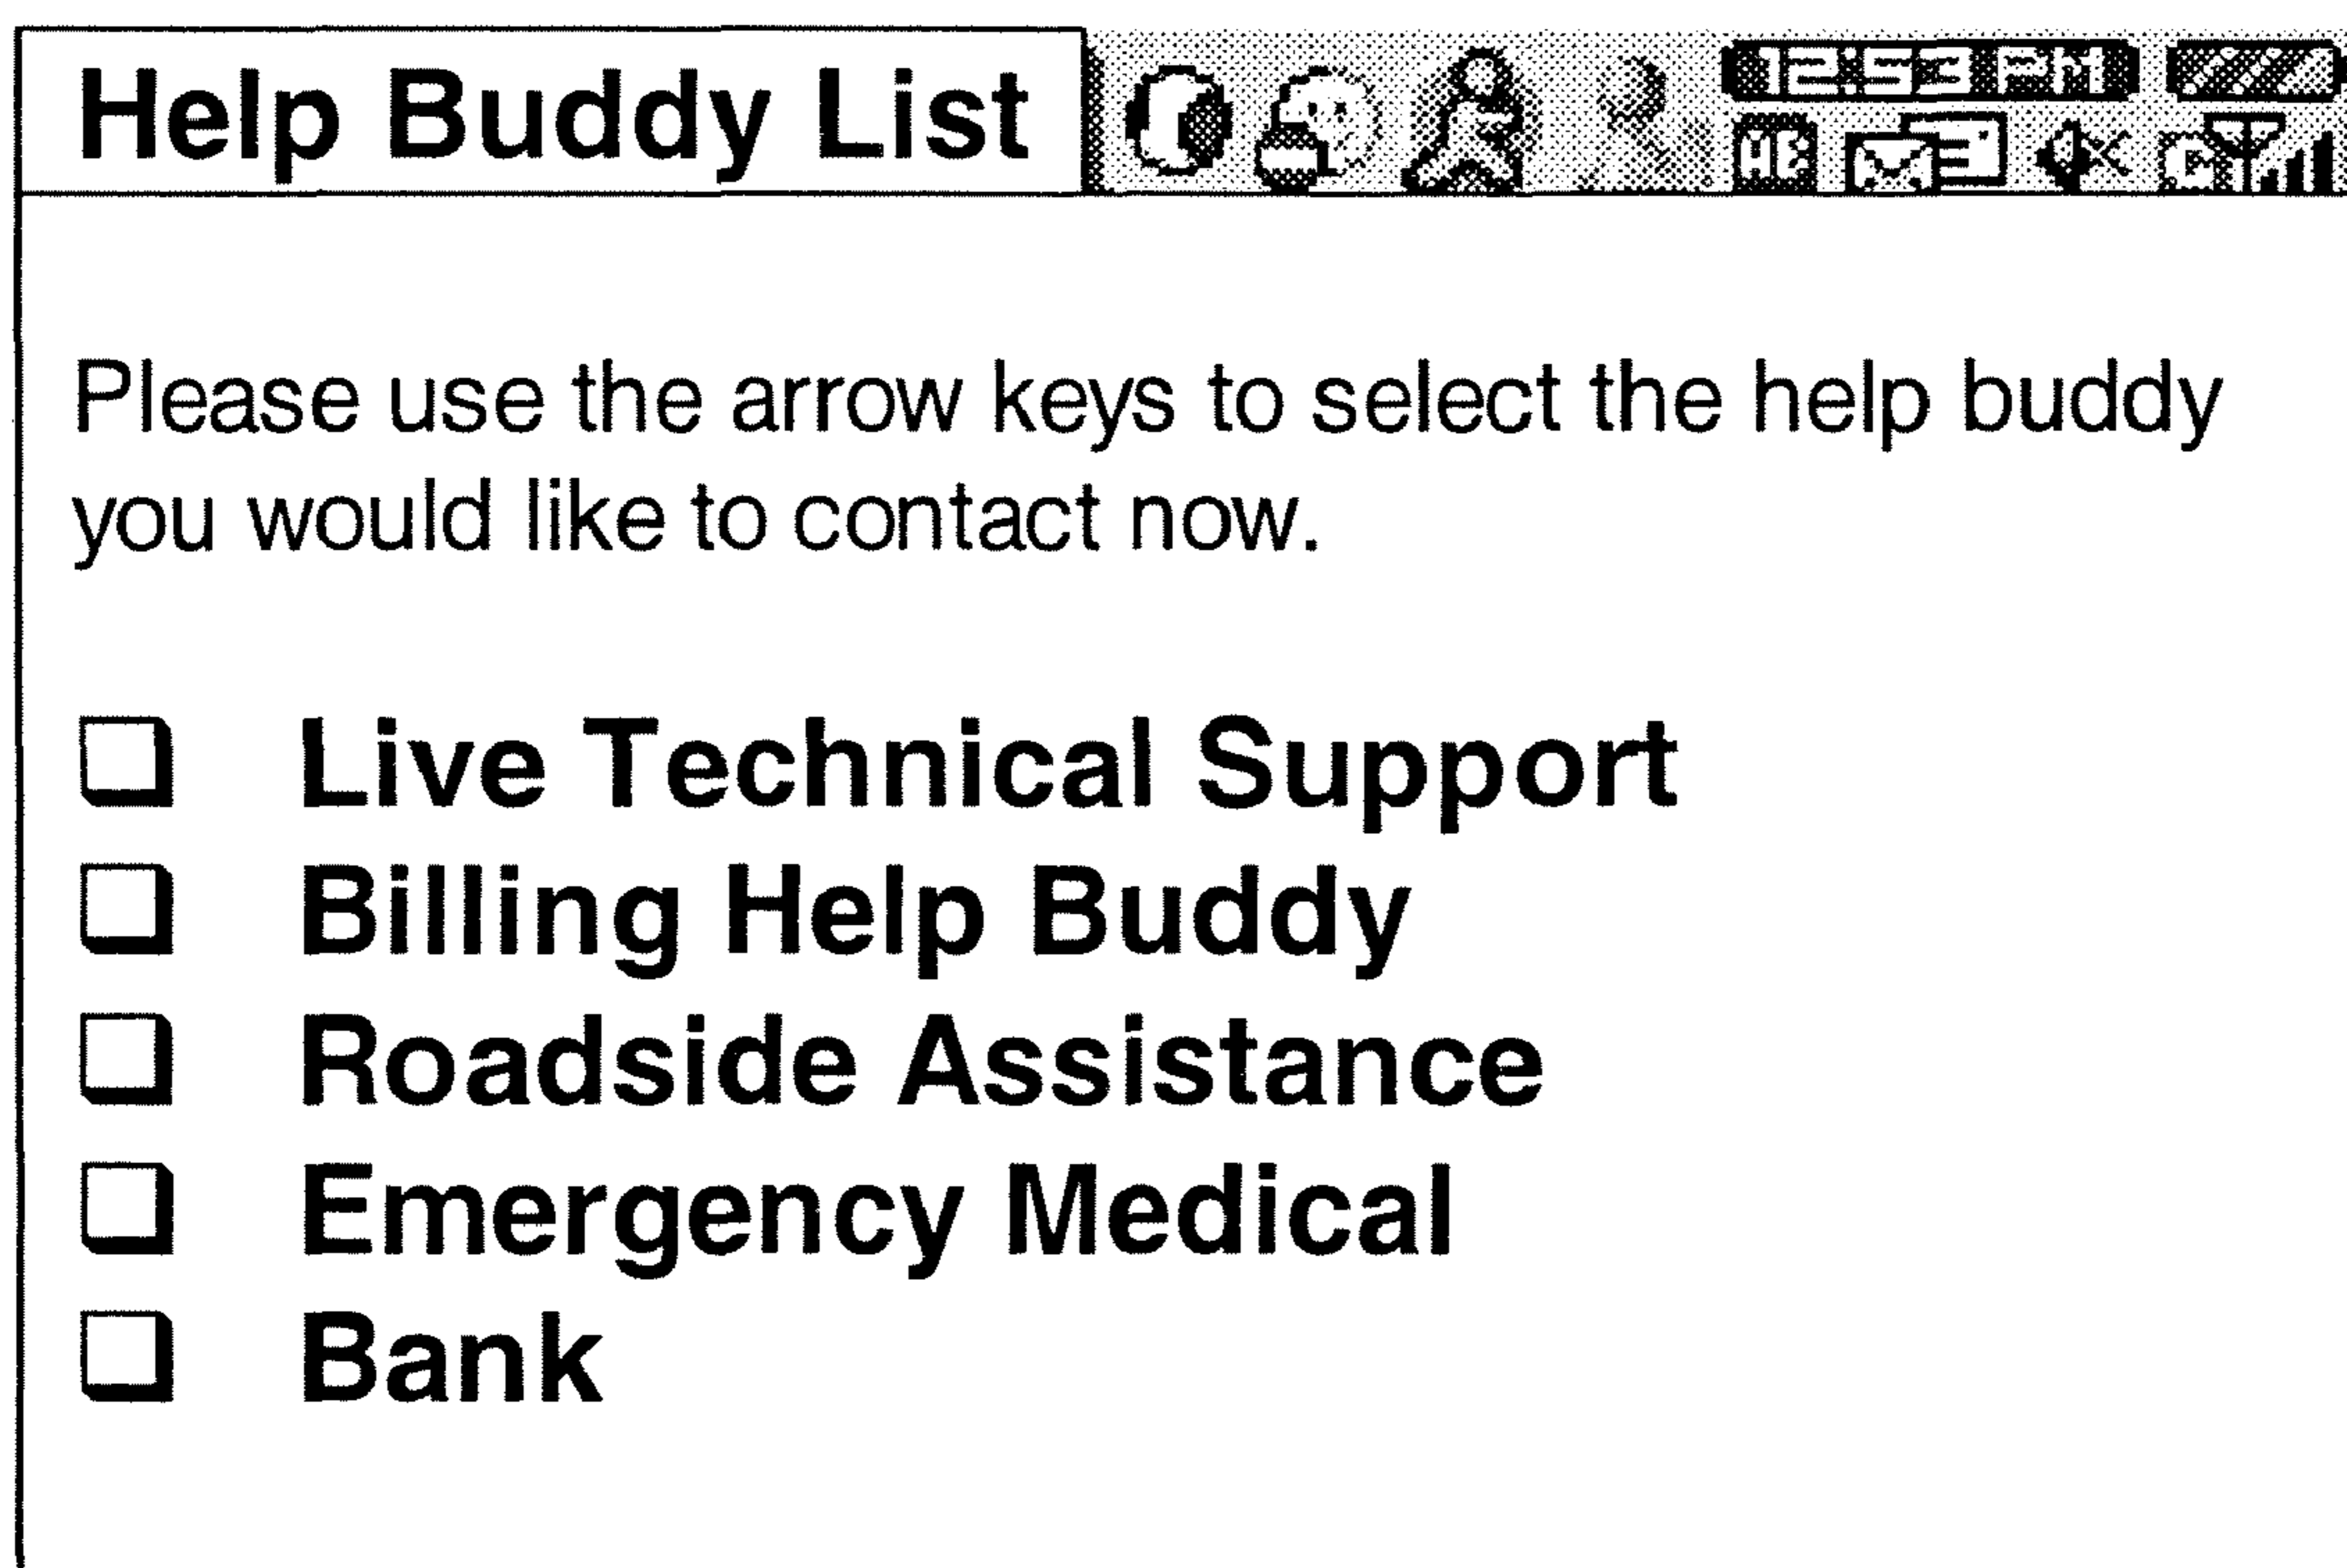 Help Buddy List
12:53 PM
3
Please use the arrow keys to select the help buddy
you would like to contact now.
Live Technical Support
Billing Help Buddy
Roadside Assistance
Emergency Medical
Bank